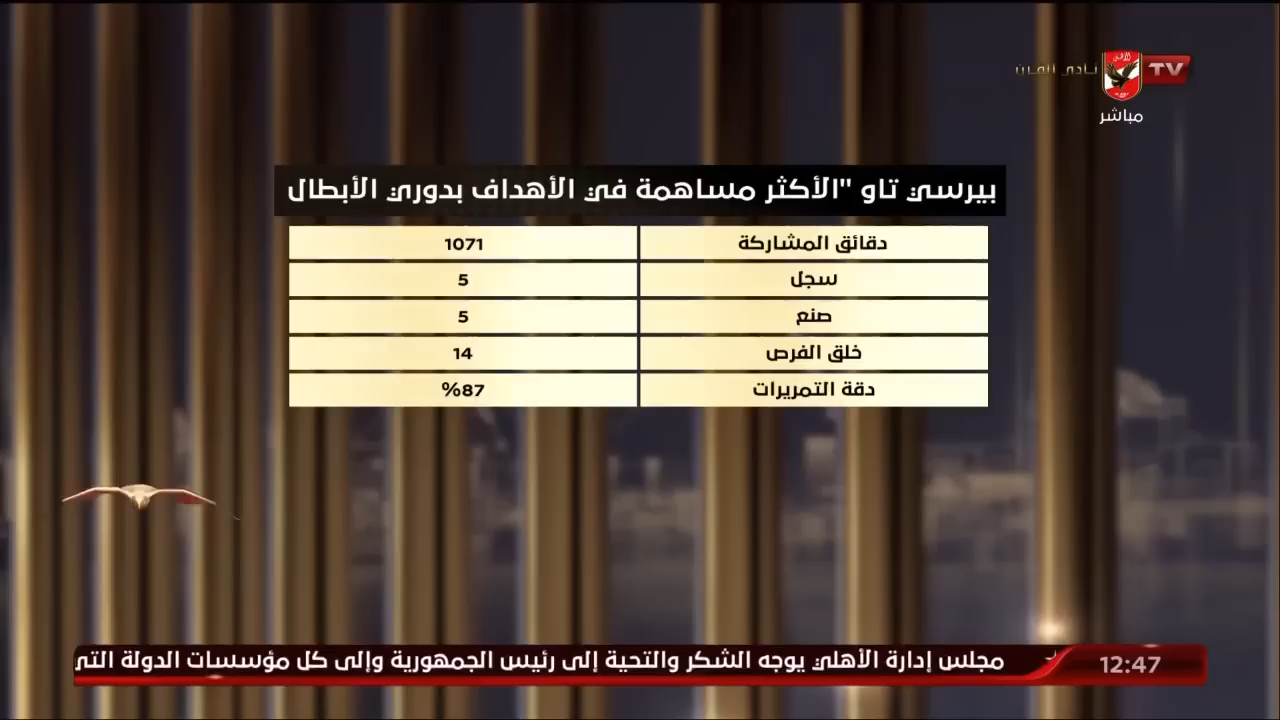 نادي القرن
TV
مباشر
بيرسي تاو "الأكثر مساهمة في الأهداف بدوري الأبطال
دقائق المشاركة 1071
سجل 5
صنع 5
خلق الفرص 14
دقة التمريرات %87
12:47 مجلس إدارة الأهلي يوجه الشكر والتحية إلى رئيس الجمهورية وإلى كل مؤسسات الدولة التي